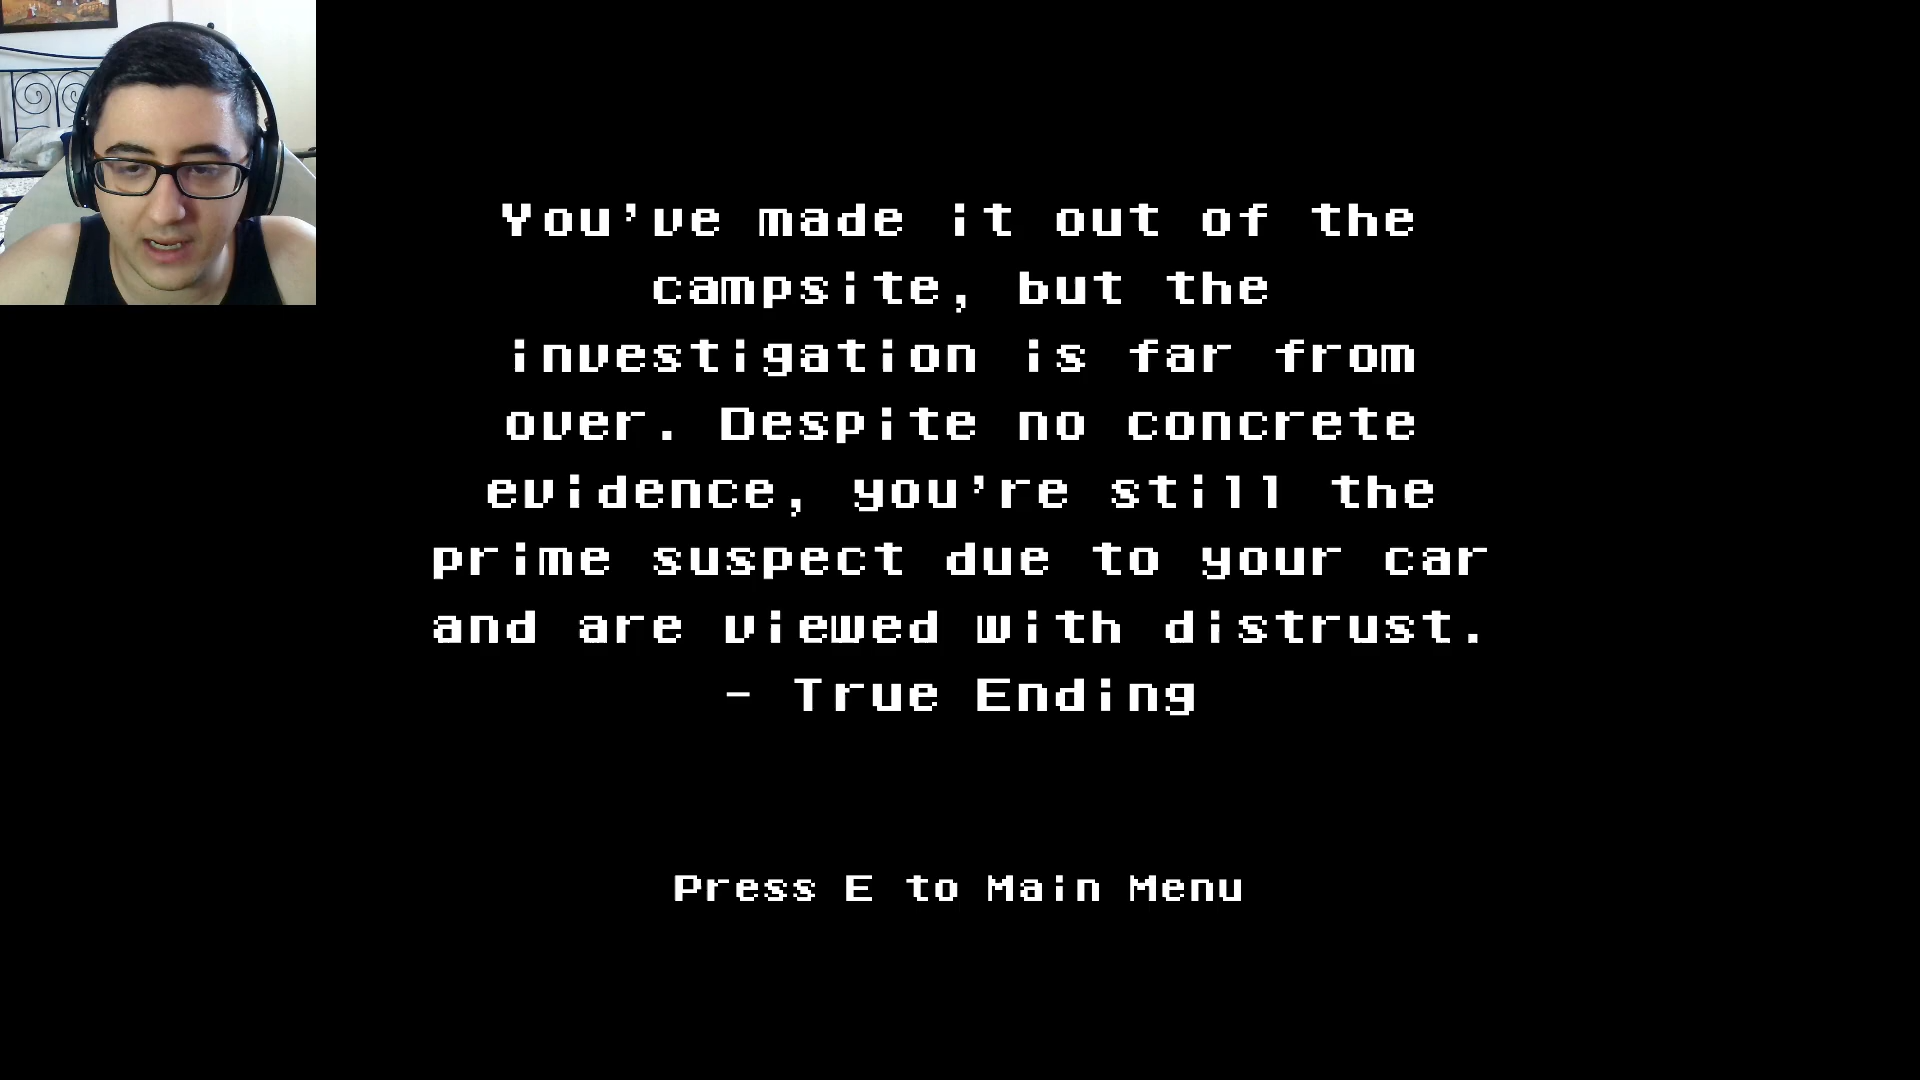 You've made it out of the
campsite, but the
investigation is far from
over. Despite no concrete
evidence, you're still the
prime suspect due to your car
and are viewed with distrust.
- True Ending
Press E to Main Menu